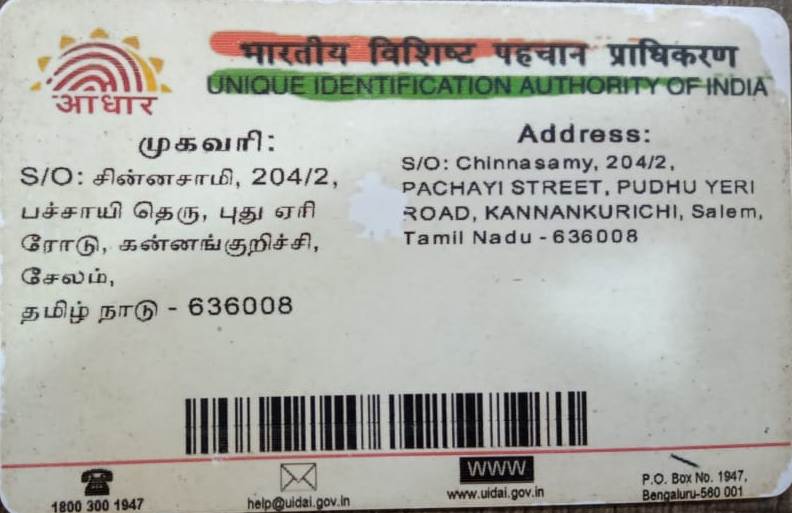 भारतीय विशिष्ट पहचान प्राधिकरण
UNIQUE IDENTIFICATION AUTHORITY OF INDIA
आधार
முகவரி:
S/O: சின்னசாமி, 204/2,
பச்சாயி தெரு, புது ஏரி
ரோடு, கன்னங்குறிச்சி,
சேலம்,
தமிழ் நாடு - 636008
Address:
S/O: Chinnasamy, 204/2,
PACHAYI STREET, PUDHU YERI
ROAD, KANNANKURICHI, Salem,
Tamil Nadu - 636008
1800 300 1947
help@uidai.gov.in
WWW
www.uidai.gov.in
P.O. Box No. 1947,
Bengaluru-560 001